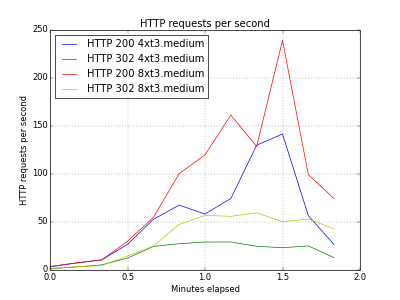 HTTP requests per second
HTTP requests per second
250
200
150
100
50
0
HTTP 200 4xt3.medium
HTTP 302 4xt3.medium
HTTP 200 8xt3.medium
HTTP 302 8xt3.medium
0.0 0.5 1.0 1.5 2.0
Minutes elapsed